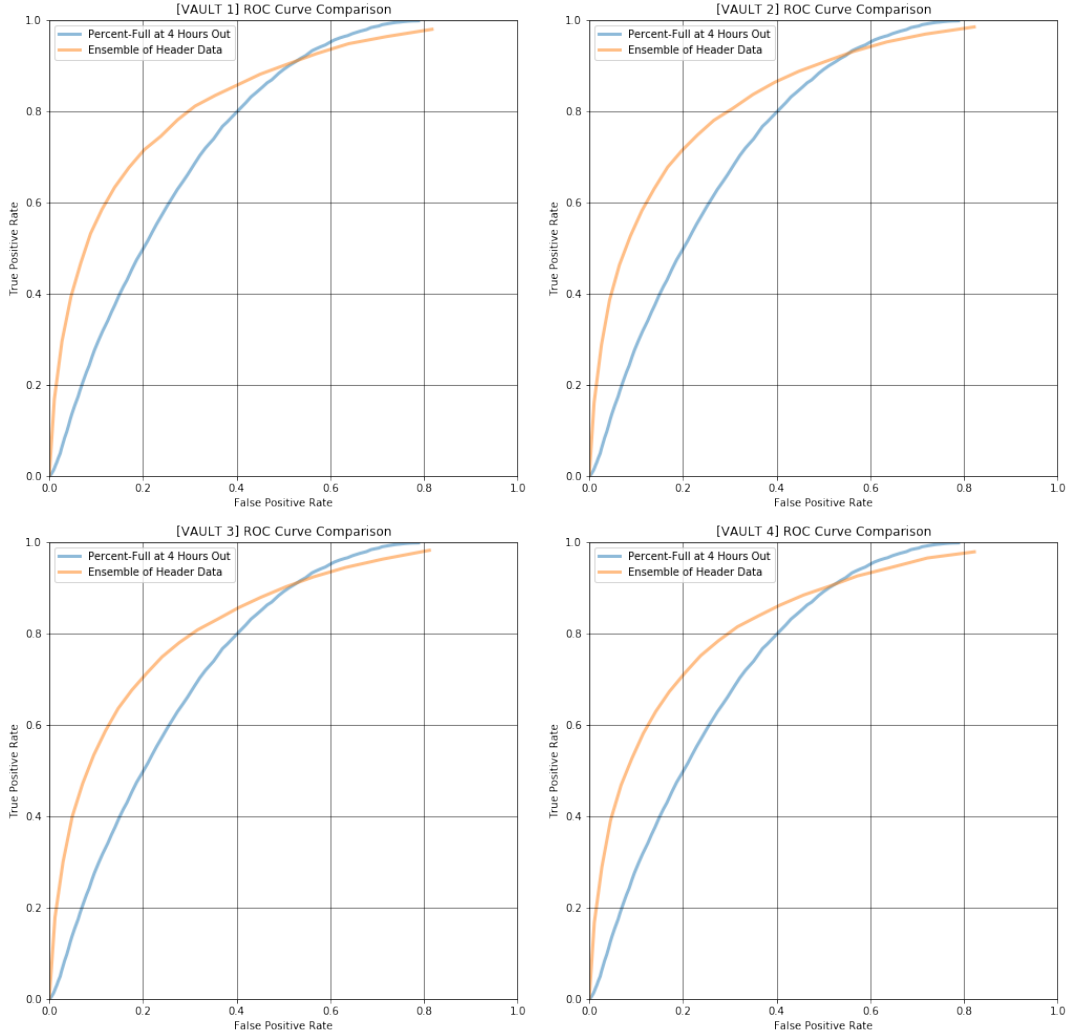 [VAULT 1] ROC Curve Comparison
Percent-Full at 4 Hours Out
Ensemble of Header Data
True Positive Rate
1.0
0.8
0.6
0.4
0.2
0.0
0.0 0.2 0.4 0.6 0.8 1.0
False Positive Rate
[VAULT 2] ROC Curve Comparison
Percent-Full at 4 Hours Out
Ensemble of Header Data
True Positive Rate
1.0
0.8
0.6
0.4
0.2
0.0
0.0 0.2 0.4 0.6 0.8 1.0
False Positive Rate
[VAULT 3] ROC Curve Comparison
Percent-Full at 4 Hours Out
Ensemble of Header Data
True Positive Rate
1.0
0.8
0.6
0.4
0.2
0.0
0.0 0.2 0.4 0.6 0.8 1.0
False Positive Rate
[VAULT 4] ROC Curve Comparison
Percent-Full at 4 Hours Out
Ensemble of Header Data
True Positive Rate
1.0
0.8
0.6
0.4
0.2
0.0
0.0 0.2 0.4 0.6 0.8 1.0
False Positive Rate